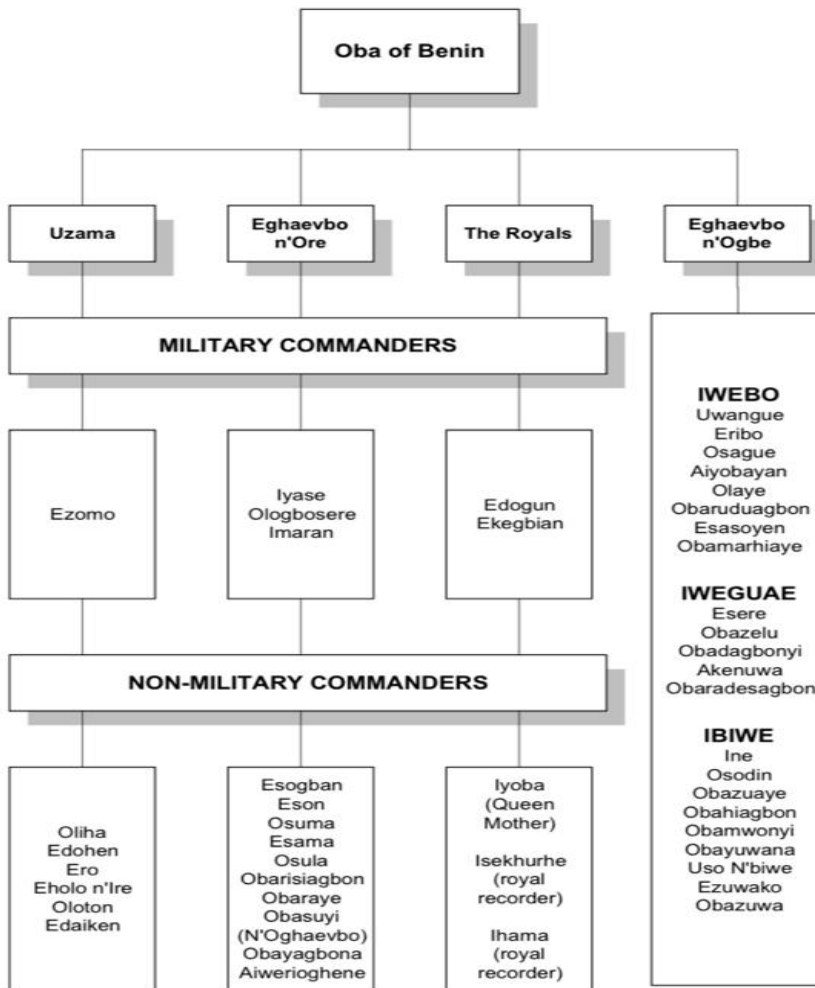 Oba of Benin
Uzama
Eghaevbo
n'Ore
The Royals
Eghaevbo
n'Ogbe
MILITARY COMMANDERS
Ezomo
Iyase
Ologbosere
Imaran
Edogun
Ekegbian
NON-MILITARY COMMANDERS
Oliha
Edohen
Ero
Eholo n'Ire
Oloton
Edaiken
Esogban
Eson
Osuma
Esama
Osula
Obarisiagbon
Obaraye
Obasuyi
(N'Oghaevbo)
Obayagbona
Aiwerioghene
Iyoba
(Queen
Mother)
Isekhurhe
(royal
recorder)
Ihama
(royal
recorder)
IWEBO
Uwangue
Eribo
Osague
Aiyobayan
Olaye
Obaruduagbon
Esasoyen
Obamarhiaye
IWEGUAE
Esere
Obazelu
Obadagbonyi
Akenuwa
Obaradesagbon
IBIWE
Ine
Osodin
Obazuaye
Obahiagbon
Obamwonyi
Obayuwana
Uso N'biwe
Ezuwako
Obazuwa